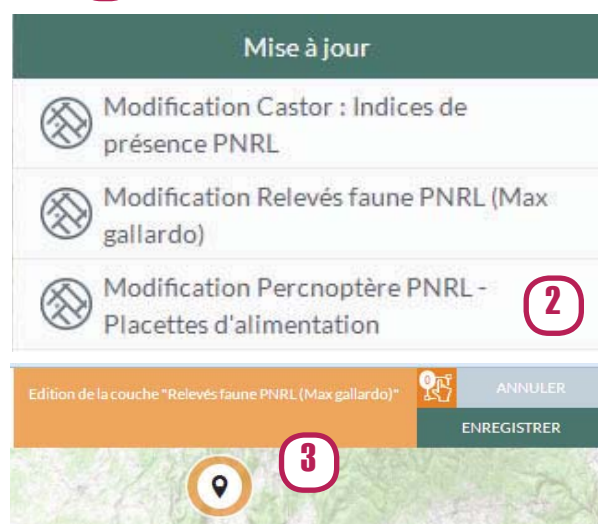 Mise à jour
Modification Castor : Indices de
présence PNRL
Modification Relevés faune PNRL (Max
gallardo)
Modification Percnoptère PNRL -
Placettes d'alimentation
2
Edition de la couche "Relevés faune PNRL (Max gallardo)"
0
ANNULER
ENREGISTRER
3